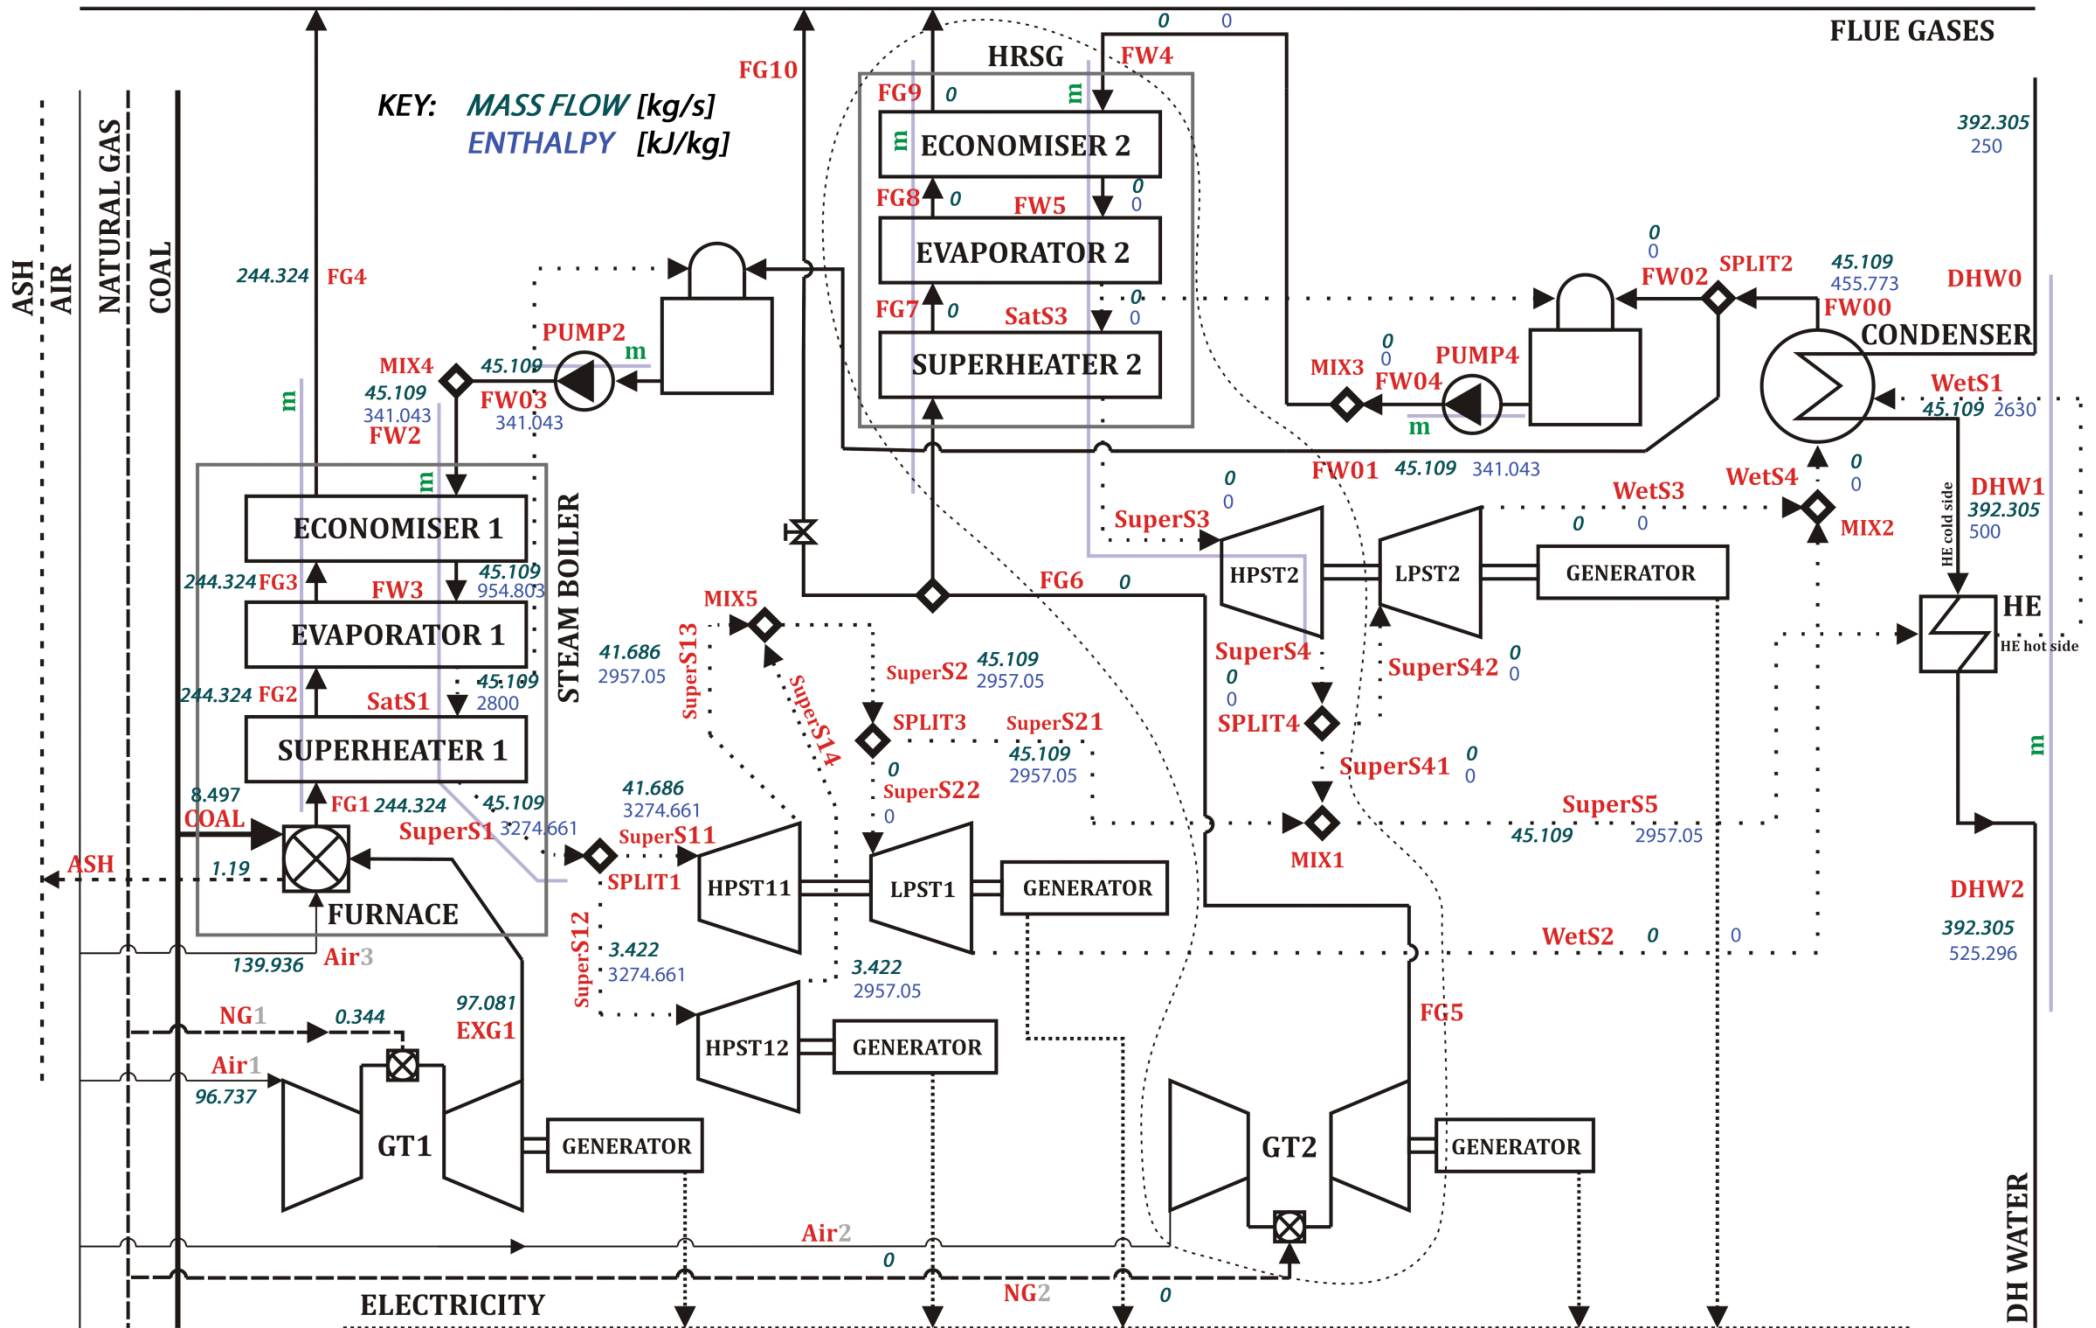 0 0
FLUE GASES
HRSG
FW4
FG10
KEY: MASS FLOW [kg/s]
ENTHALPY [kJ/kg]
FG9 0
m
m
ECONOMISER 2
392.305
250
ASH
AIR
NATURAL GAS
COAL
FG8 0
FW5
0
0
EVAPORATOR 2
244.324 FG4
0
0
FW02
SPLIT2
45.109
455.773
FW00
DHW0
FG7 0
SatS3
0
0
SUPERHEATER 2
CONDENSER
PUMP2
m
MIX4
45.109
FW03
341.043
45.109
341.043
FW2
m
m
MIX3
0
0
FW04
PUMP4
m
WetS1
45.109 2630
FW01 45.109 341.043
0
0
SuperS3
WetS3
0 0
WetS4
0
0
MIX2
DHW1
392.305
500
HE cold side
ECONOMISER 1
STEAM BOILER
244.324 FG3
FW3
45.109
954.803
EVAPORATOR 1
244.324 FG2
SatS1
45.109
2800
SUPERHEATER 1
HPST2
LPST2
GENERATOR
FG6 0
HE
HE hot side
MIX5
SuperS13
41.686
2957.05
SuperS14
SuperS2 45.109
2957.05
SuperS4
0
0
SuperS42 0
0
SPLIT3
SuperS21
45.109
2957.05
SPLIT4
0
SuperS22
0
SuperS41 0
0
m
8.497
COAL
FG1 244.324
SuperS1
45.109
3274.661
41.686
3274.661
SuperS11
SPLIT1
MIX1
SuperS5
45.109 2957.05
ASH
1.19
FURNACE
HPST11
LPST1
GENERATOR
DHW2
392.305
525.296
SuperS12
3.422
3274.661
3.422
2957.05
WetS2 0 0
139.936 Air3
NG1 0.344
97.081
EXG1
FG5
HPST12
GENERATOR
Air1
96.737
GT1
GENERATOR
GT2
GENERATOR
DH WATER
Air2
0
NG2 0
ELECTRICITY